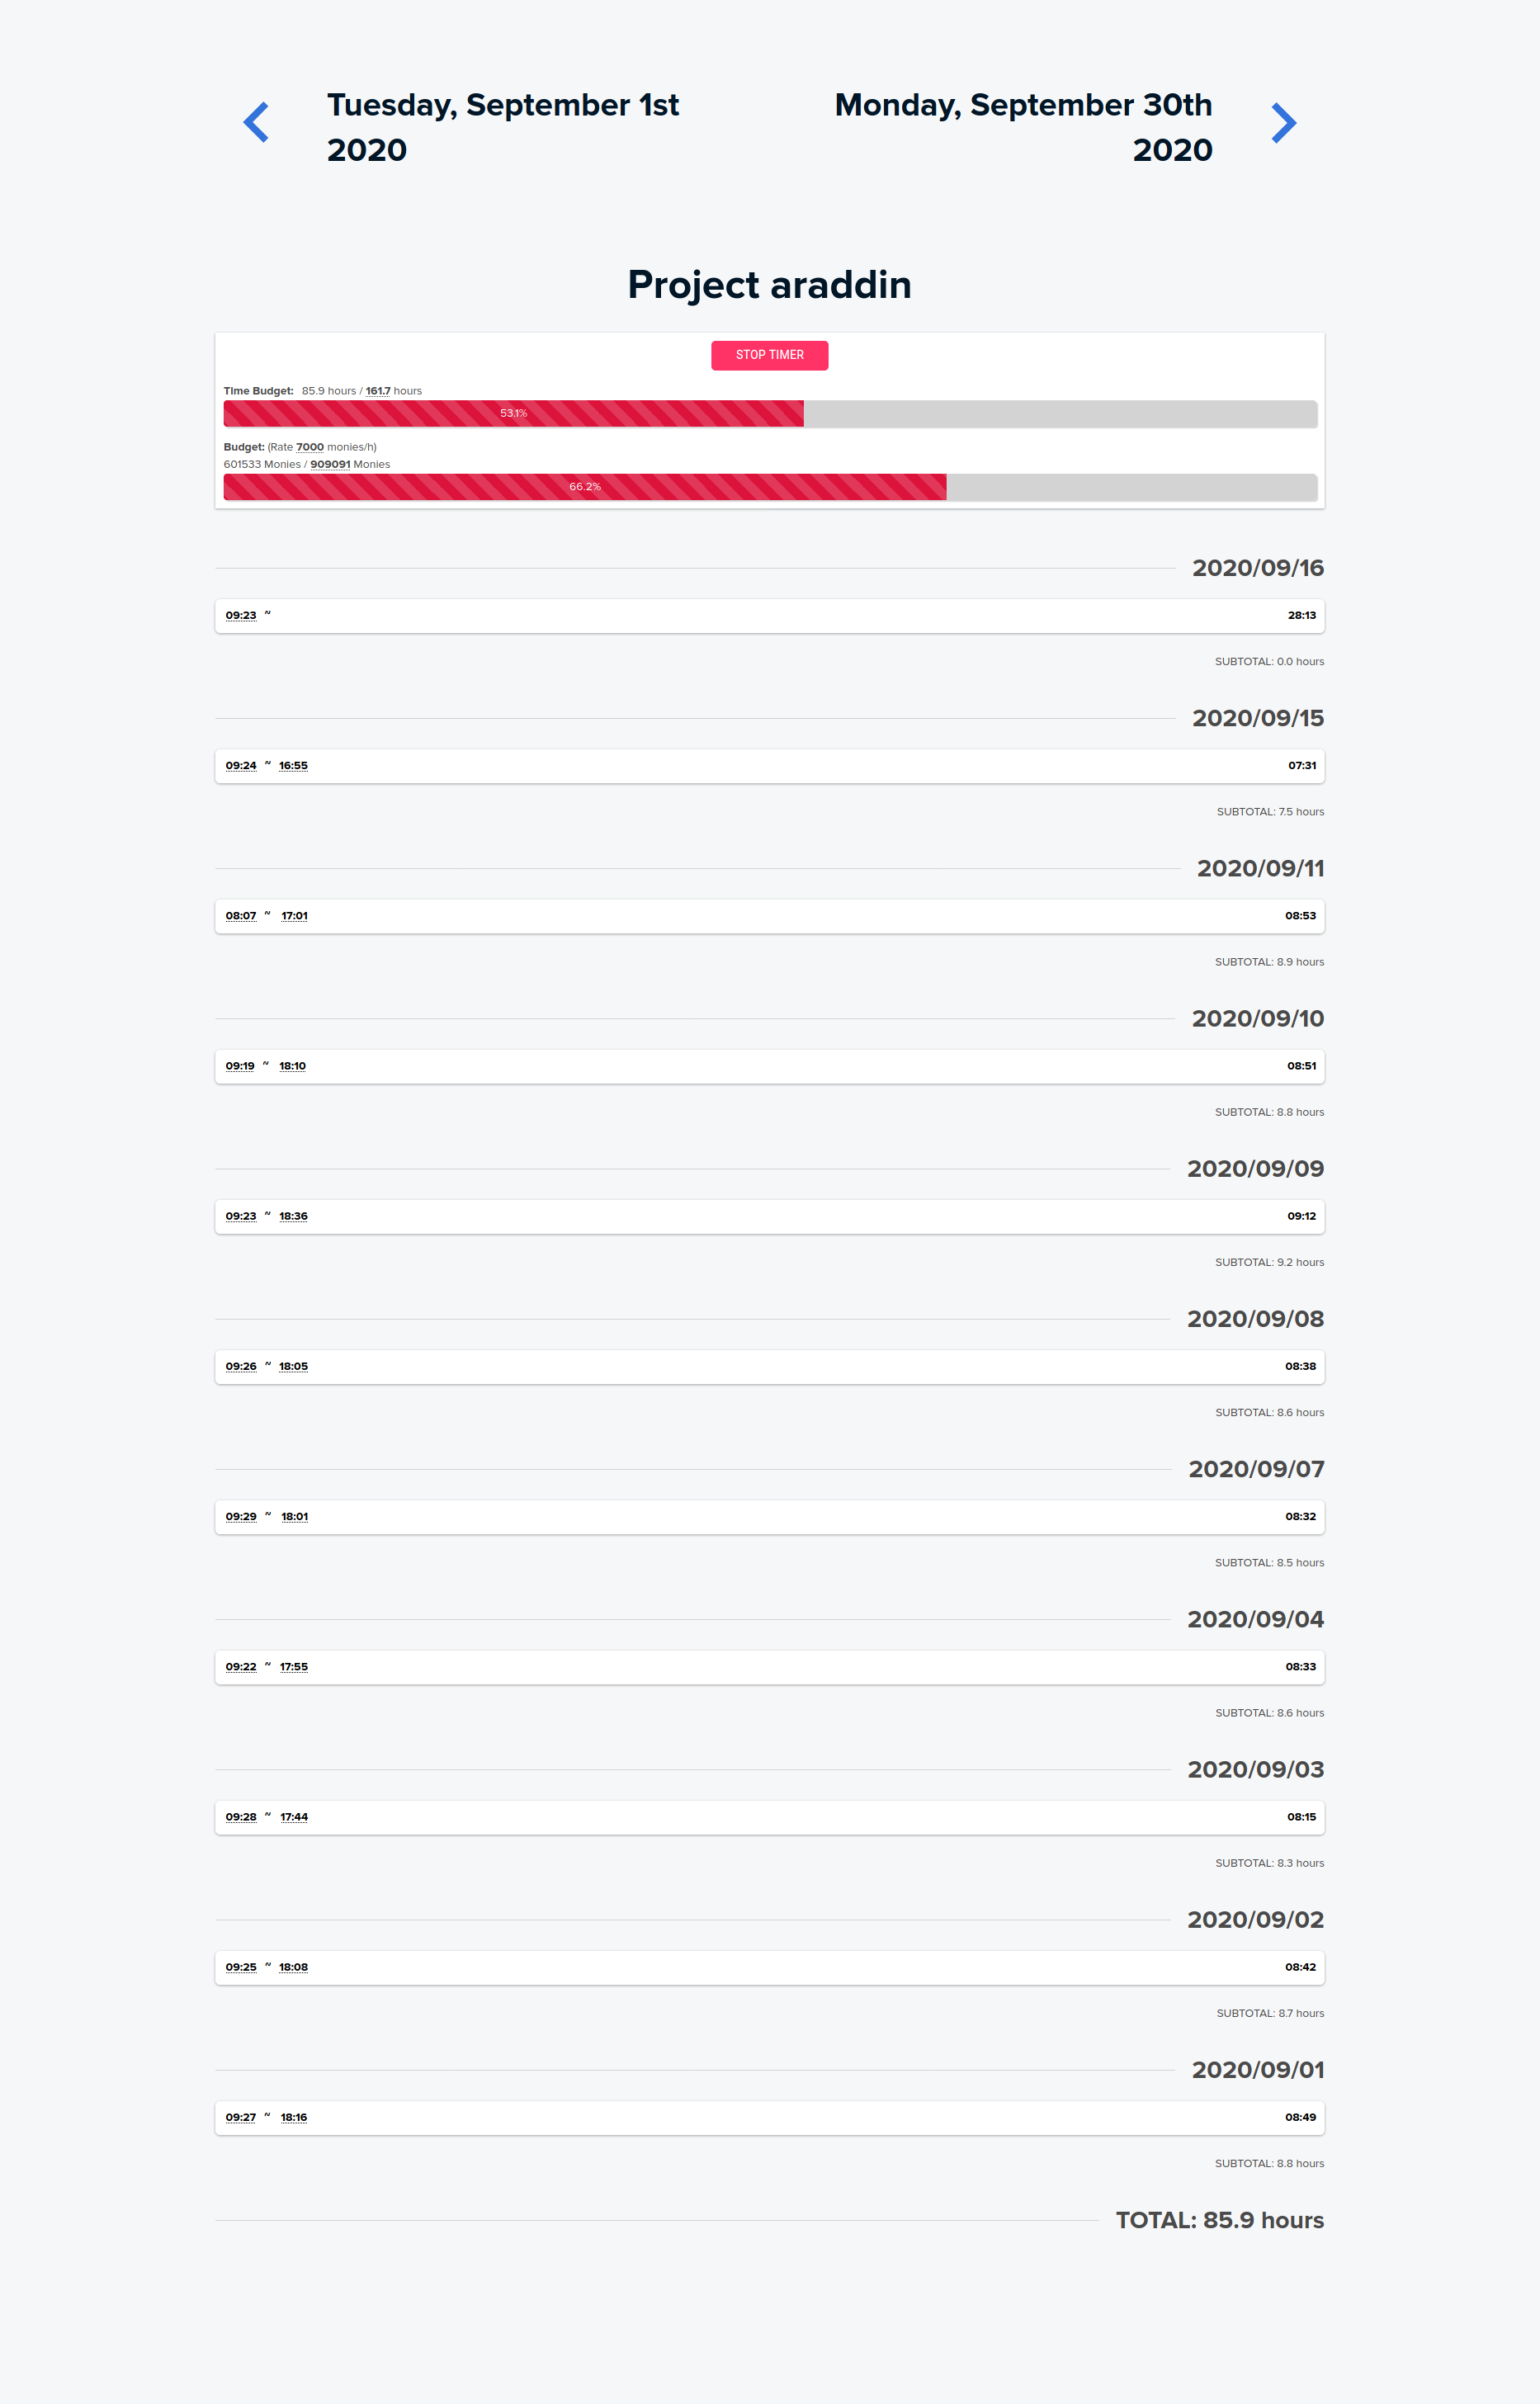 Tuesday, September 1st
2020
Monday, September 30th
2020
Project araddin
STOP TIMER
Time Budget: 85.9 hours / 161.7 hours
53.1%
Budget: (Rate 7000 monies/h)
601533 Monies / 909091 Monies
66.2%
2020/09/16
09:23 ~ 28:13
SUBTOTAL: 0.0 hours
2020/09/15
09:24 ~ 16:55 07:31
SUBTOTAL: 7.5 hours
2020/09/11
08:07 ~ 17:01 08:53
SUBTOTAL: 8.9 hours
2020/09/10
09:19 ~ 18:10 08:51
SUBTOTAL: 8.8 hours
2020/09/09
09:23 ~ 18:36 09:12
SUBTOTAL: 9.2 hours
2020/09/08
09:26 ~ 18:05 08:38
SUBTOTAL: 8.6 hours
2020/09/07
09:29 ~ 18:01 08:32
SUBTOTAL: 8.5 hours
2020/09/04
09:22 ~ 17:55 08:33
SUBTOTAL: 8.6 hours
2020/09/03
09:28 ~ 17:44 08:15
SUBTOTAL: 8.3 hours
2020/09/02
09:25 ~ 18:08 08:42
SUBTOTAL: 8.7 hours
2020/09/01
09:27 ~ 18:16 08:49
SUBTOTAL: 8.8 hours
TOTAL: 85.9 hours